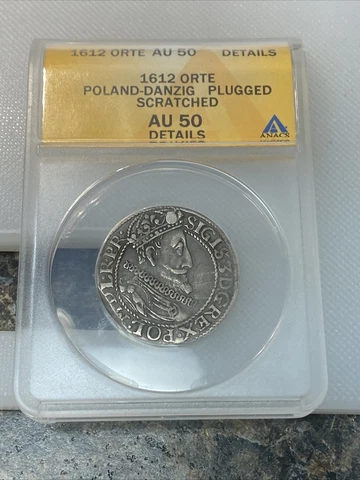 1612 ORTE AU 50 DETAILS
1612 ORTE
POLAND-DANZIG PLUGGED
SCRATCHED
AU 50
DETAILS
ANACS
SIGIS·3·D:G·REX·POL·M·D·L·R·PR·